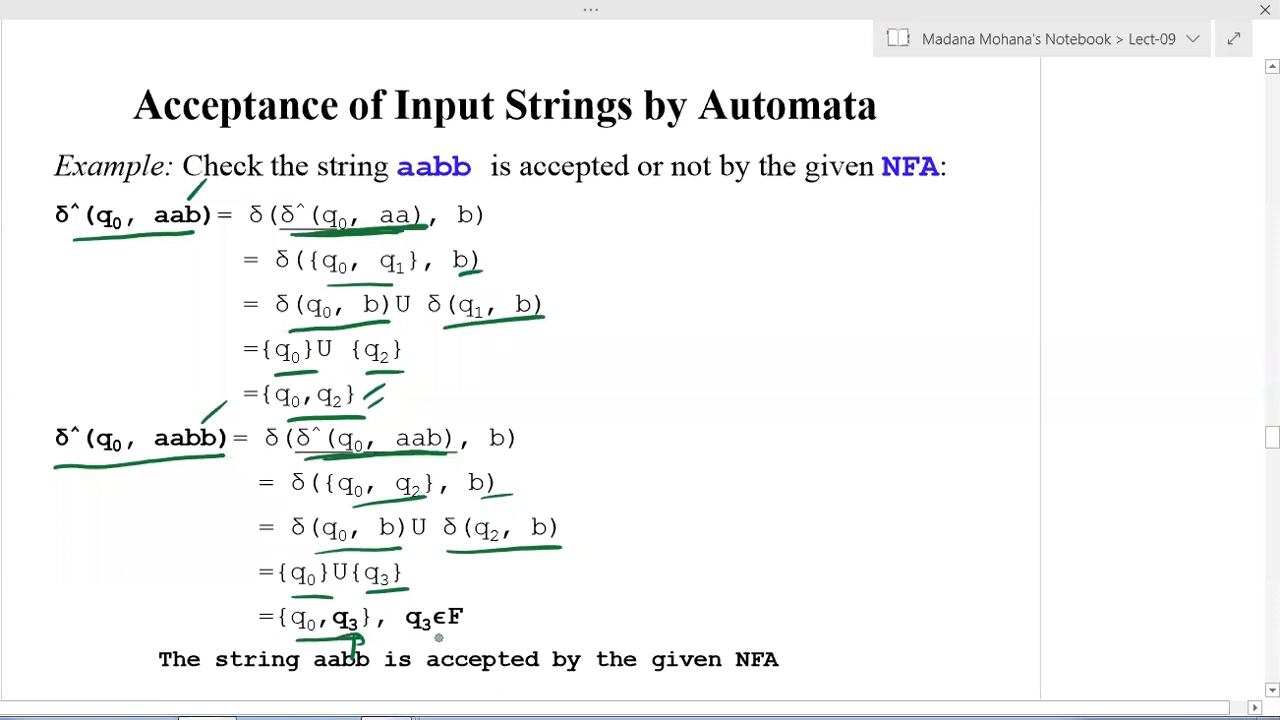 Madana Mohana's Notebook > Lect-09
Acceptance of Input Strings by Automata
Example: Check the string aabb is accepted or not by the given NFA:
δ^(q₀, aab)= δ(δ^(q₀, aa), b)
= δ({q₀, q₁}, b)
= δ(q₀, b)U δ(q₁, b)
={q₀}U {q₂}
={q₀,q₂}
δ^(q₀, aabb)= δ(δ^(q₀, aab), b)
= δ({q₀, q₂}, b)
= δ(q₀, b)U δ(q₂, b)
={q₀}U{q₃}
={q₀,q₃}, q₃ϵF
The string aabb is accepted by the given NFA